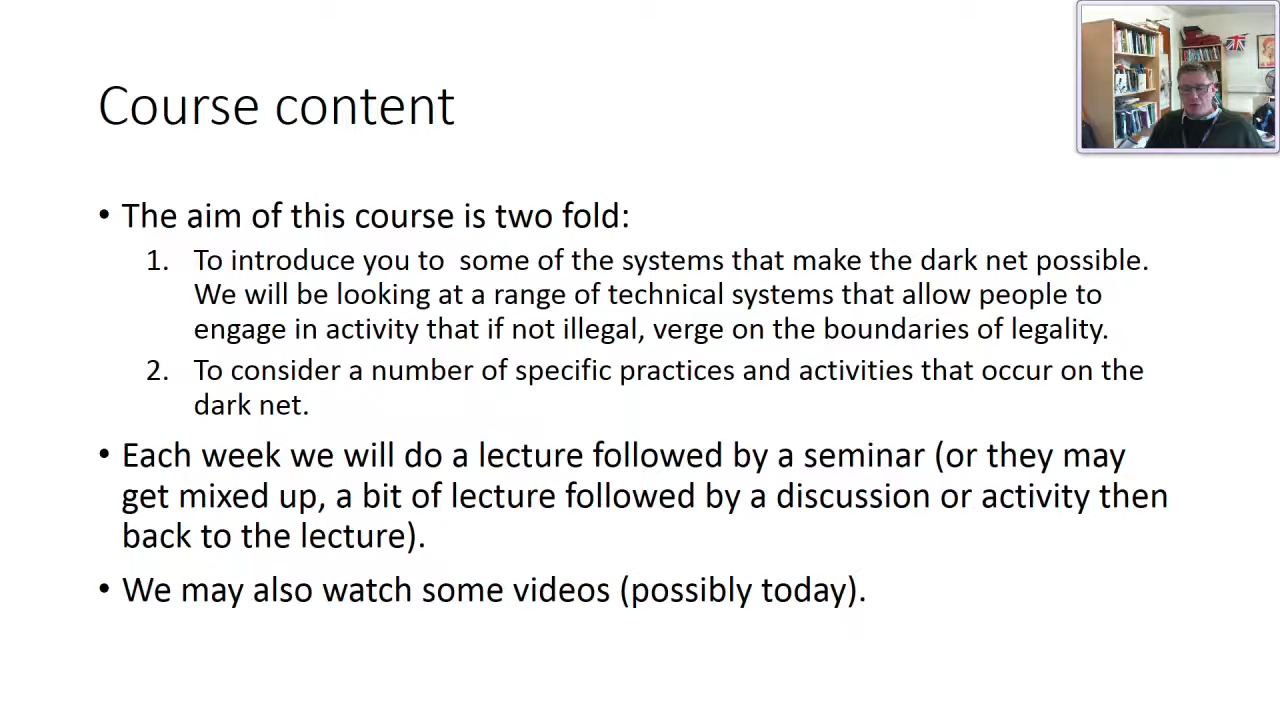 Course content
• The aim of this course is two fold:
1. To introduce you to  some of the systems that make the dark net possible.
We will be looking at a range of technical systems that allow people to
engage in activity that if not illegal, verge on the boundaries of legality.
2. To consider a number of specific practices and activities that occur on the
dark net.
• Each week we will do a lecture followed by a seminar (or they may
get mixed up, a bit of lecture followed by a discussion or activity then
back to the lecture).
• We may also watch some videos (possibly today).